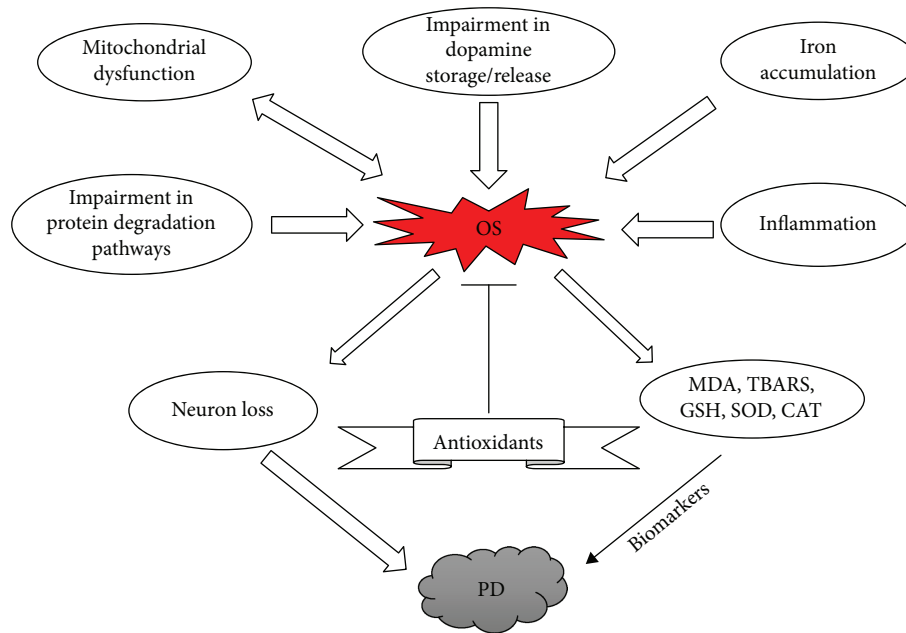 Mitochondrial
dysfunction
Impairment in
dopamine
storage/release
Iron
accumulation
Impairment in
protein degradation
pathways
OS
Inflammation
Neuron loss
Antioxidants
MDA, TBARS,
GSH, SOD, CAT
Biomarkers
PD